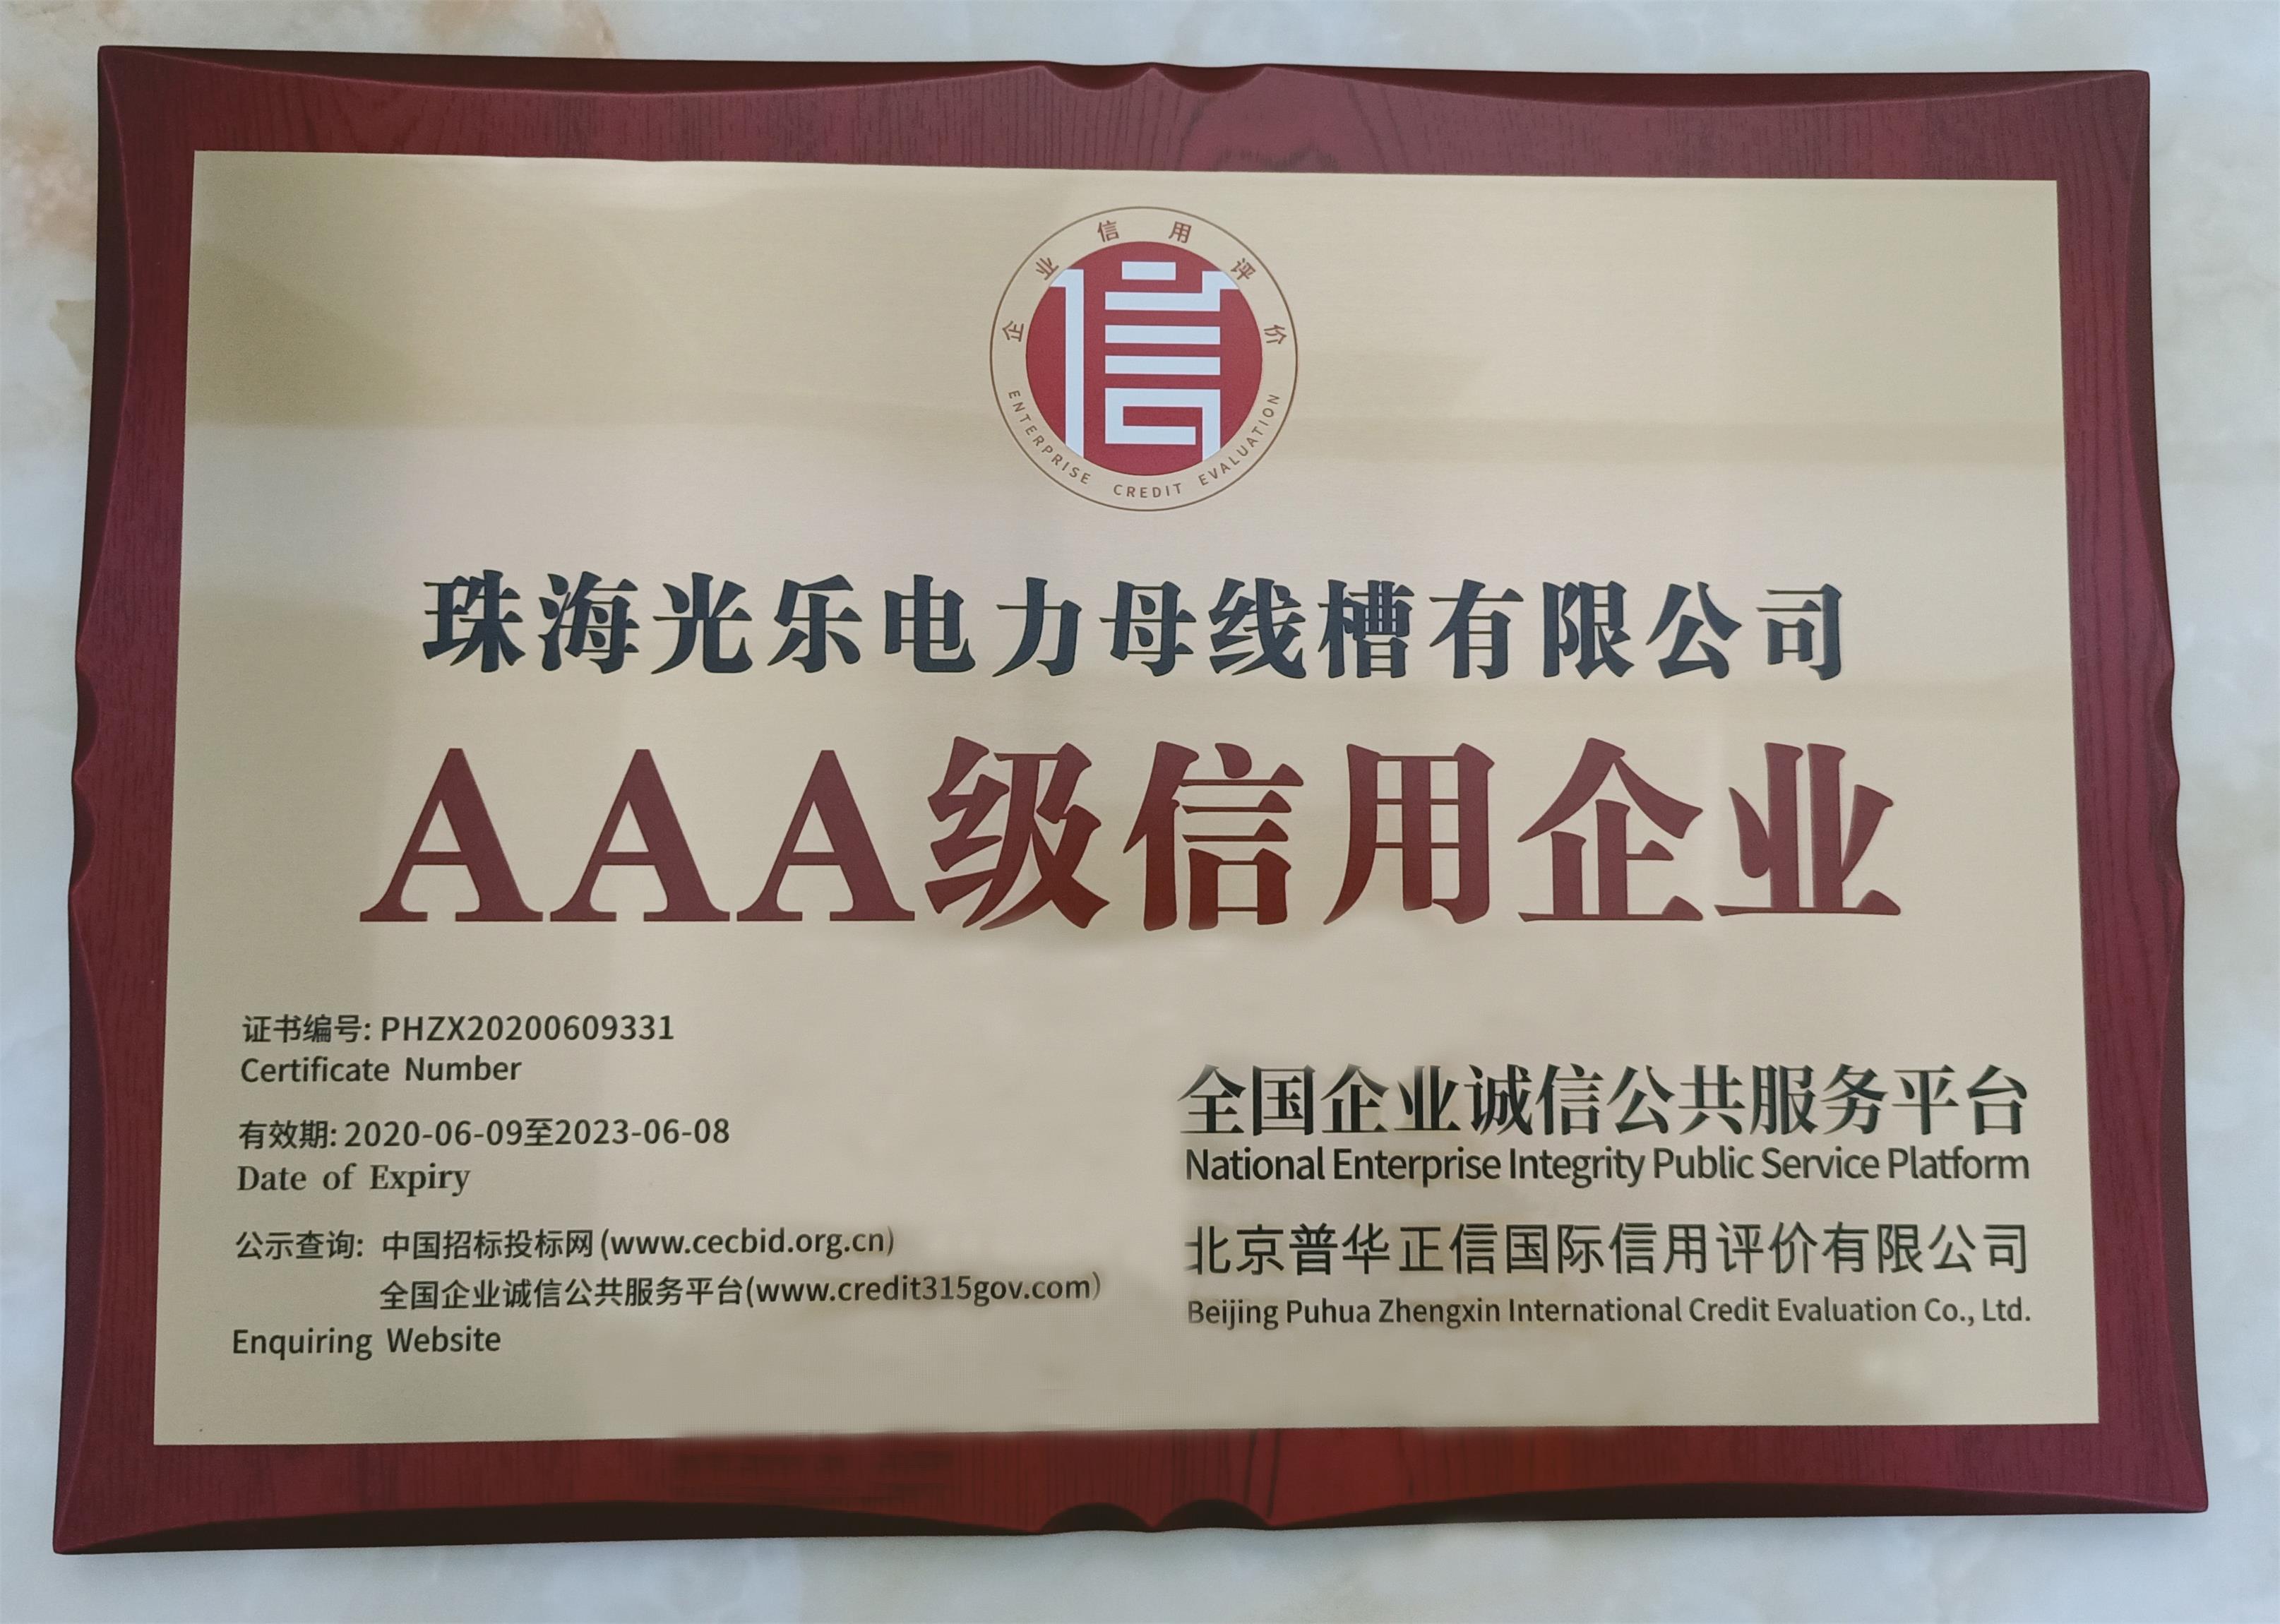 企业信用评价
信
ENTERPRISE CREDIT EVALUATION
珠海光乐电力母线槽有限公司
AAA级信用企业
证书编号: PHZX20200609331
Certificate Number
有效期: 2020-06-09至2023-06-08
Date of Expiry
公示查询: 中国招标投标网 (www.cecbid.org.cn)
全国企业诚信公共服务平台(www.credit315gov.com)
Enquiring Website
全国企业诚信公共服务平台
National Enterprise Integrity Public Service Platform
北京普华正信国际信用评价有限公司
Beijing Puhua Zhengxin International Credit Evaluation Co., Ltd.